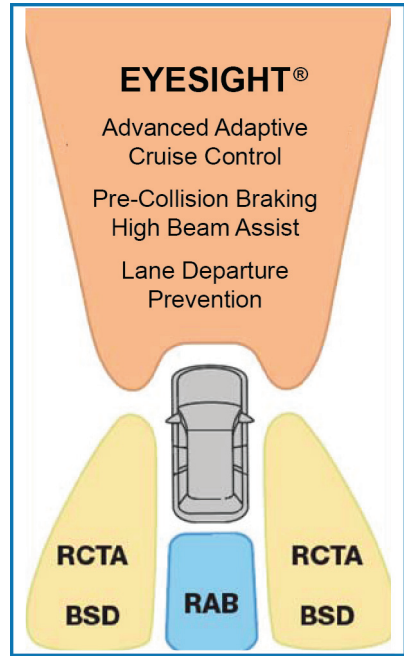 EYESIGHT®
Advanced Adaptive
Cruise Control
Pre-Collision Braking
High Beam Assist
Lane Departure
Prevention
RCTA
BSD
RAB
RCTA
BSD